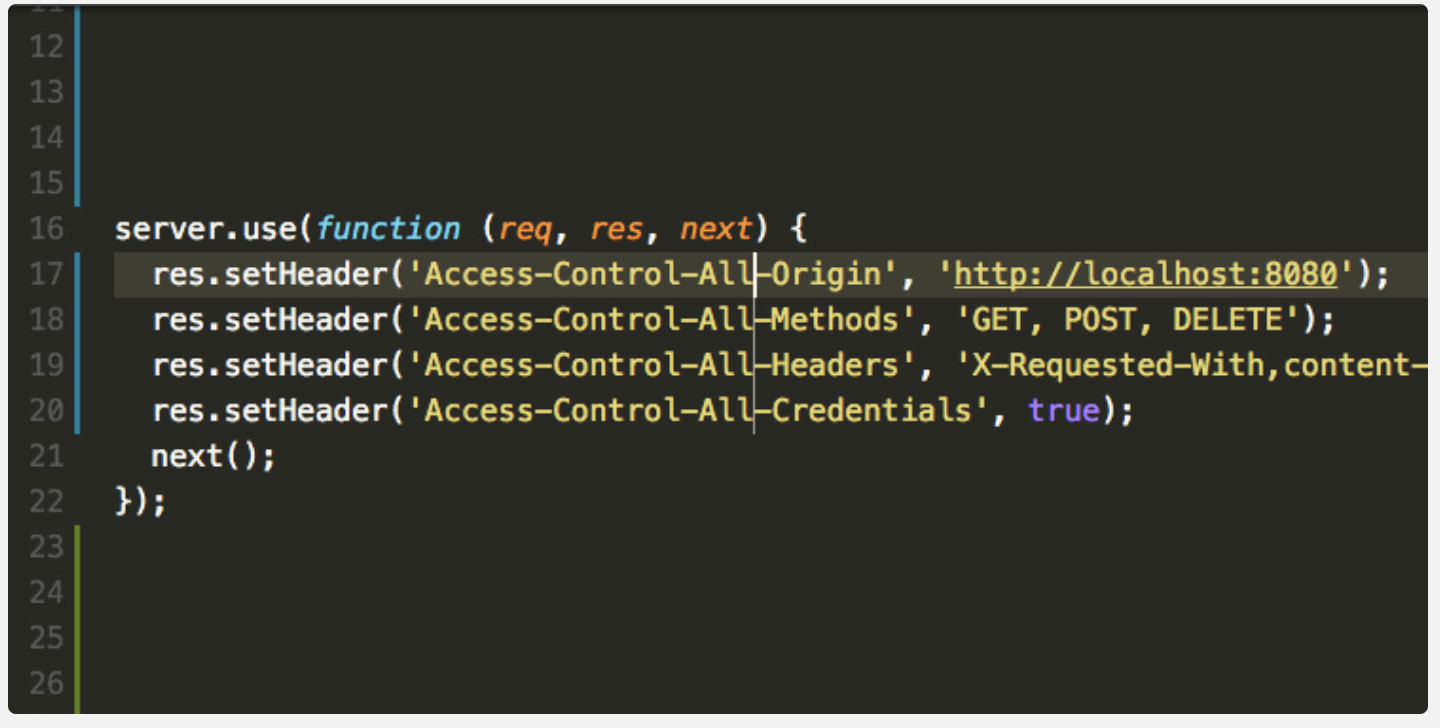 11
12
13
14
15
16 server.use(function (req, res, next) {
17 res.setHeader('Access-Control-All-Origin', 'http://localhost:8080');
18 res.setHeader('Access-Control-All-Methods', 'GET, POST, DELETE');
19 res.setHeader('Access-Control-All-Headers', 'X-Requested-With,content-
20 res.setHeader('Access-Control-All-Credentials', true);
21 next();
22 });
23
24
25
26